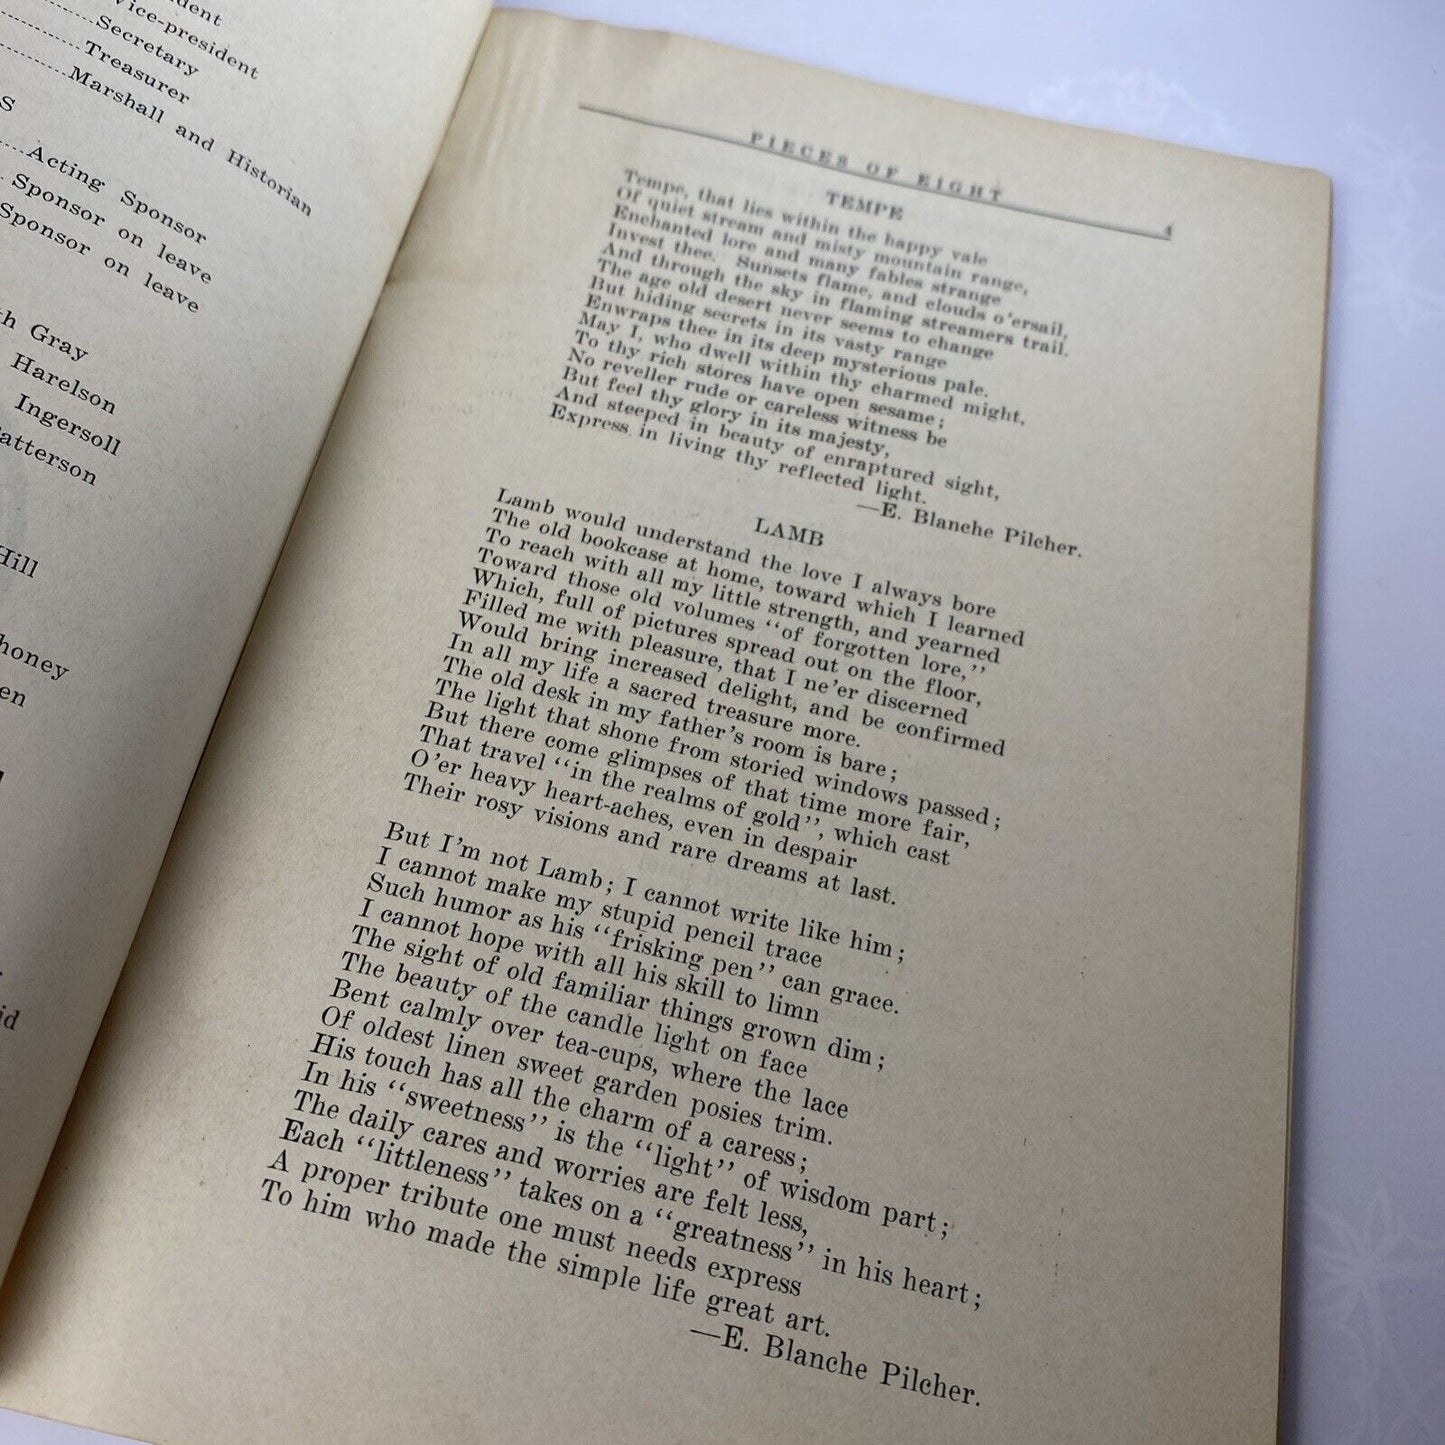 Vice-president
Secretary
Treasurer
Marshall and Historian
S
Acting Sponsor
Sponsor on leave
Sponsor on leave
Gray
Harelson
Ingersoll
Hill
PIECES OF EIGHT 4
TEMPE
Tempe, that lies within the happy vale
Of quiet stream and misty mountain range,
Enchanted lore and many fables strange
Invest thee. Sunsets flame, and clouds o'ersail,
And through the sky in flaming streamers trail.
The age old desert never seems to change
But hiding secrets in its vasty range
Enwraps thee in its deep mysterious pale.
May I, who dwell within thy charmed might,
To thy rich stores have open sesame;
No reveller rude or careless witness be
But feel thy glory in its majesty,
And steeped in beauty of enraptured sight,
Express in living thy reflected light.
—E. Blanche Pilcher.
LAMB
Lamb would understand the love I always bore
The old bookcase at home, toward which I learned
To reach with all my little strength, and yearned
Toward those old volumes "of forgotten lore,"
Which, full of pictures spread out on the floor,
Filled me with pleasure, that I ne'er discerned
Would bring increased delight, and be confirmed
In all my life a sacred treasure more.
The old desk in my father's room is bare;
The light that shone from storied windows passed;
But there come glimpses of that time more fair,
That travel "in the realms of gold", which cast
O'er heavy heart-aches, even in despair
Their rosy visions and rare dreams at last.
But I'm not Lamb; I cannot write like him;
I cannot make my stupid pencil trace
Such humor as his "frisking pen" can grace.
I cannot hope with all his skill to limn
The sight of old familiar things grown dim;
The beauty of the candle light on face
Bent calmly over tea-cups, where the lace
Of oldest linen sweet garden posies trim.
His touch has all the charm of a caress;
In his "sweetness" is the "light" of wisdom part;
The daily cares and worries are felt less,
Each "littleness" takes on a "greatness" in his heart;
A proper tribute one must needs express
To him who made the simple life great art.
—E. Blanche Pilcher.